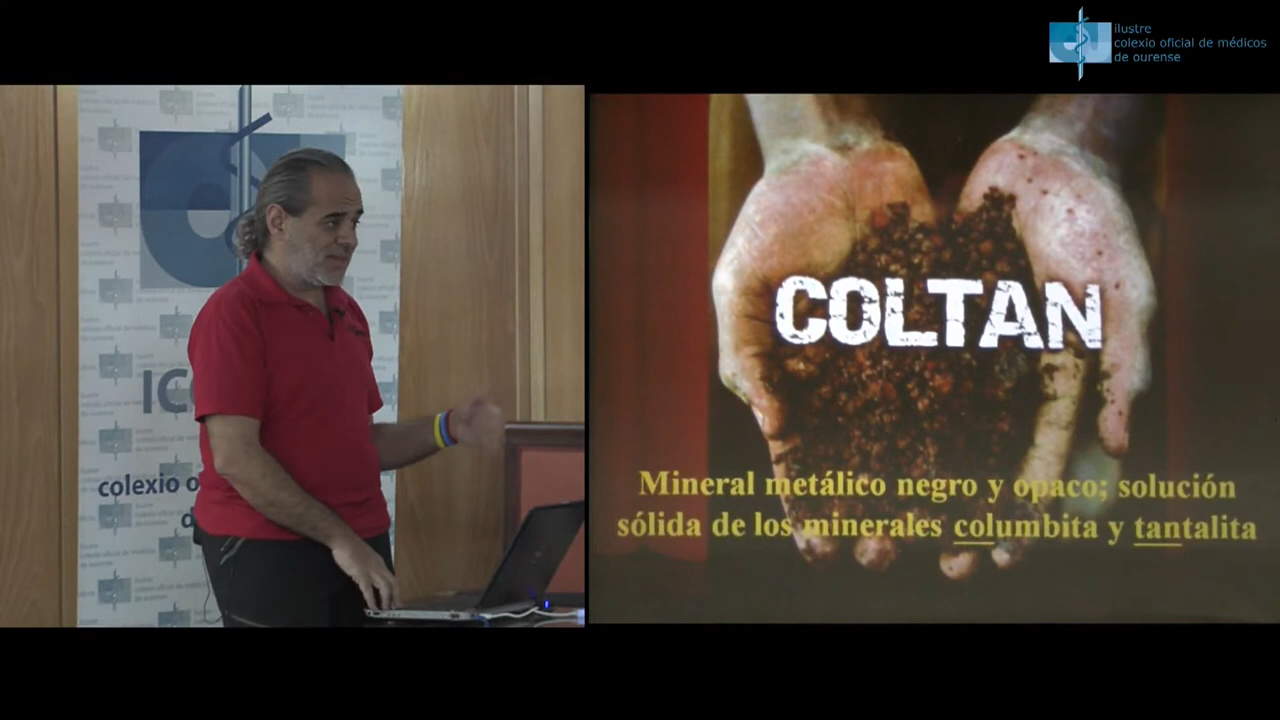 ilustre
colexio oficial de médicos
de ourense
IC
colexio o
d
COLTAN
Mineral metálico negro y opaco; solución
sólida de los minerales columbita y tantalita